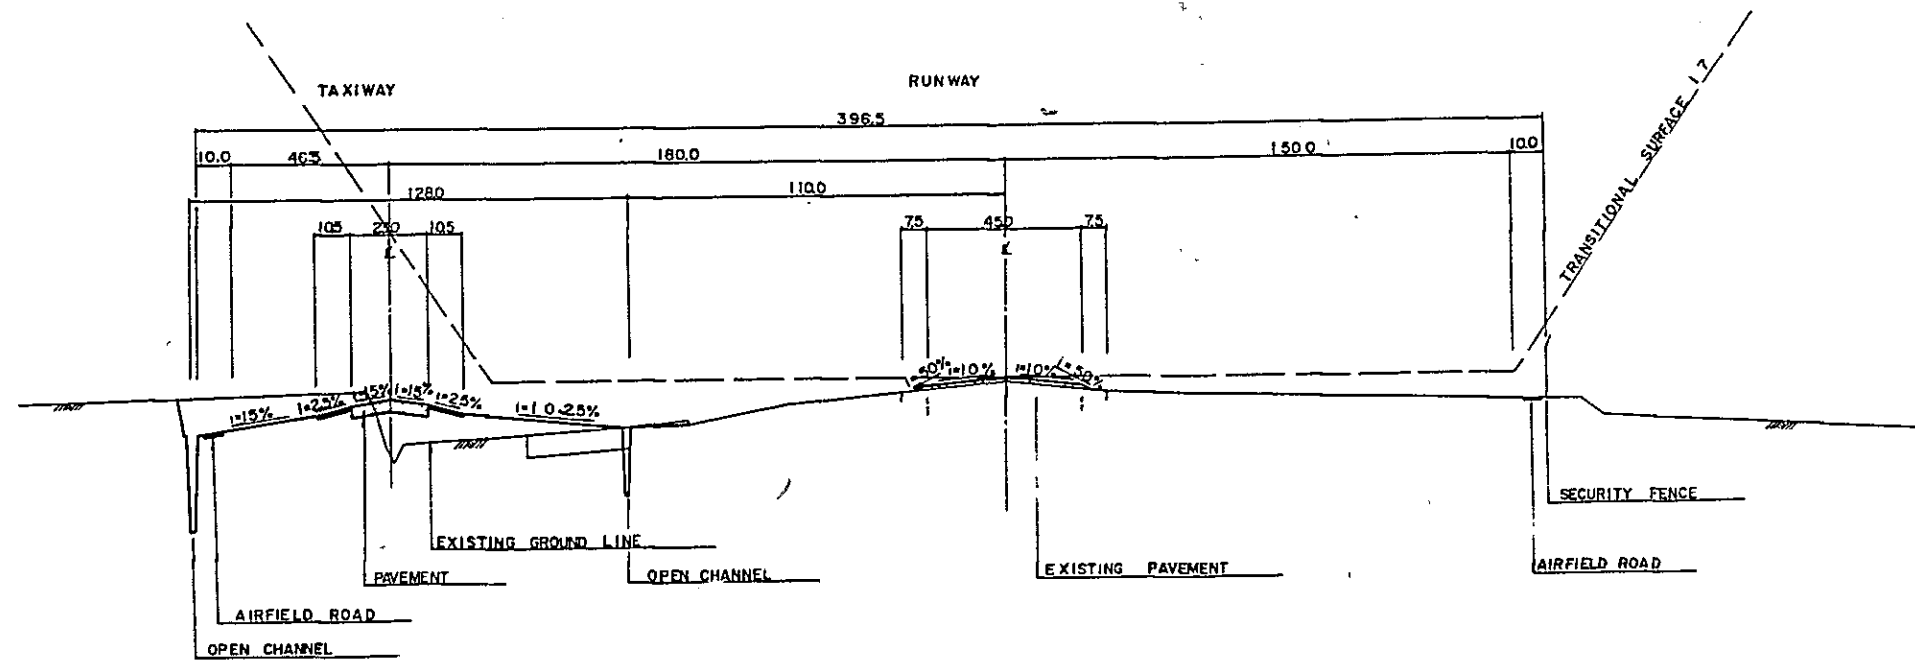 TAXIWAY
RUNWAY
TRANSITIONAL SURFACE 1:7
396.5
10.0 46.5 180.0 150.0 10.0
128.0 110.0
10.5 23.0 10.5 7.5 45.0 7.5
℄ ℄
i=1.5% i=2.5% 1.5% i=1.5% i=2.5% i=1.0~2.5%
i=5.0% i=1.0% i=1.0% i=5.0%
SECURITY FENCE
EXISTING GROUND LINE
AIRFIELD ROAD
EXISTING PAVEMENT
PAVEMENT
OPEN CHANNEL
AIRFIELD ROAD
OPEN CHANNEL